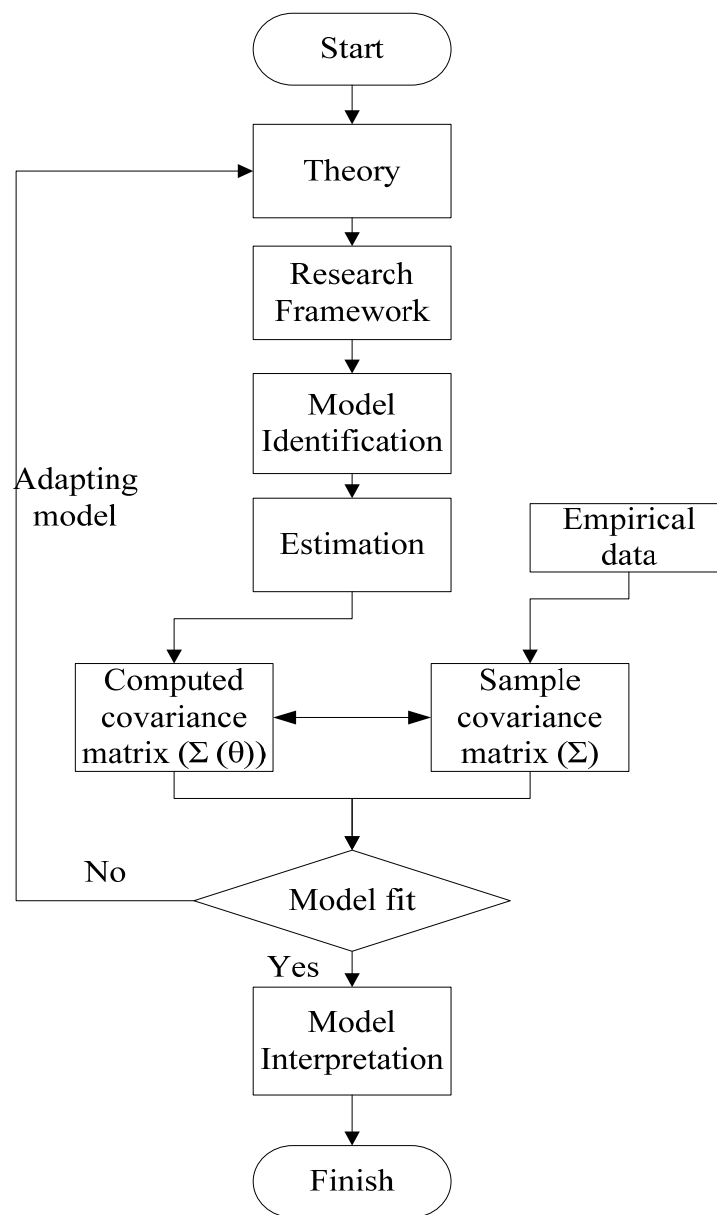 Start
Theory
Research
Framework
Model
Identification
Adapting
model
Estimation
Empirical
data
Computed
covariance
matrix (Σ (θ))
Sample
covariance
matrix (Σ)
No
Model fit
Yes
Model
Interpretation
Finish